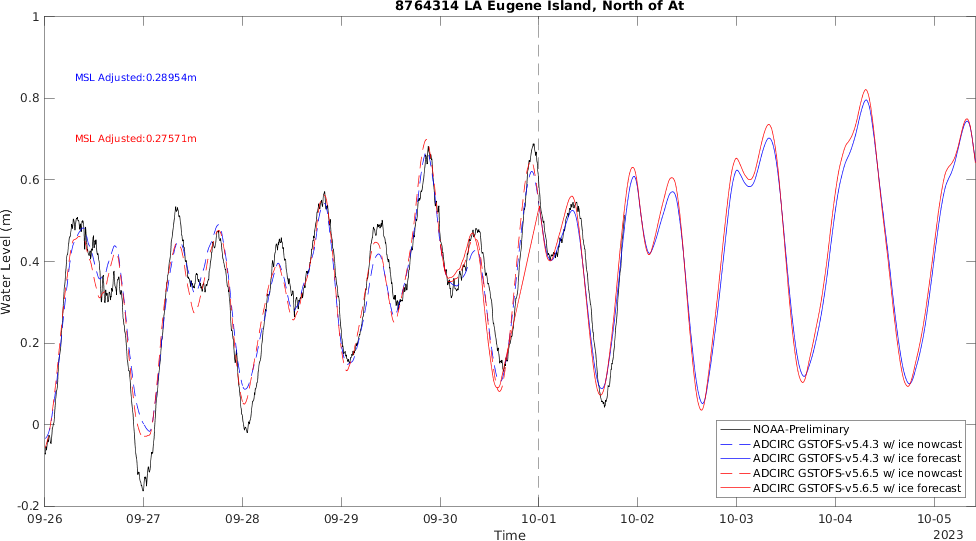 8764314 LA Eugene Island, North of At
1
0.8
0.6
0.4
0.2
0
-0.2
Water Level (m)
MSL Adjusted:0.28954m
MSL Adjusted:0.27571m
NOAA-Preliminary
ADCIRC GSTOFS-v5.4.3 w/ ice nowcast
ADCIRC GSTOFS-v5.4.3 w/ ice forecast
ADCIRC GSTOFS-v5.6.5 w/ ice nowcast
ADCIRC GSTOFS-v5.6.5 w/ ice forecast
09-26 09-27 09-28 09-29 09-30 10-01 10-02 10-03 10-04 10-05
Time
2023